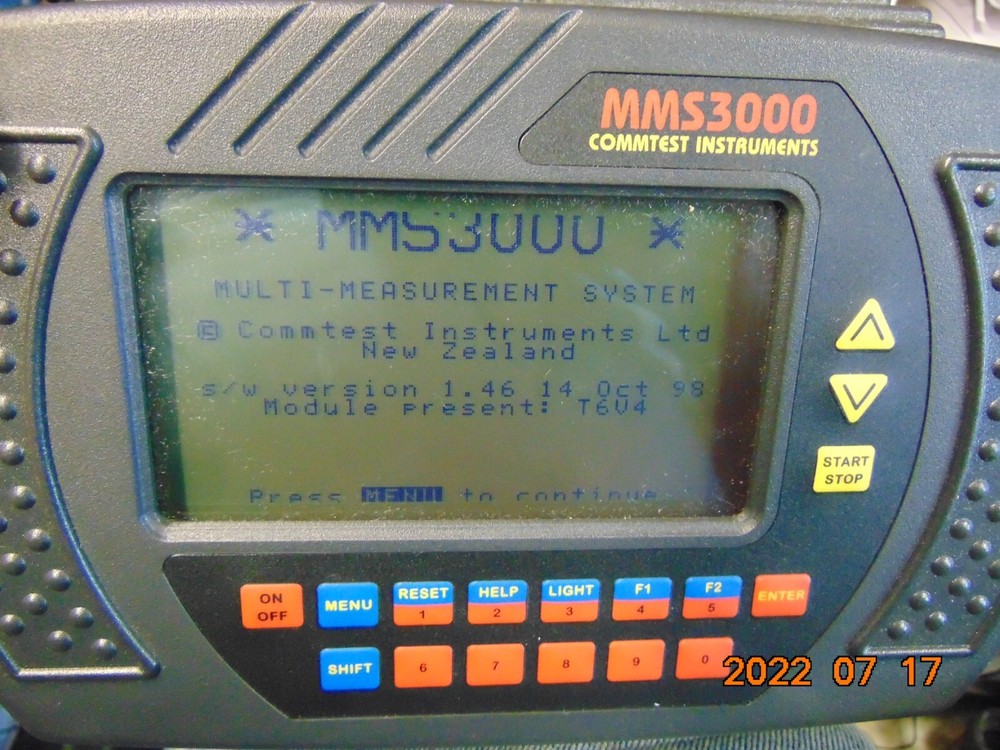 MMS3000
COMMTEST INSTRUMENTS
* MMS3000 *
MULTI-MEASUREMENT SYSTEM
© Commtest Instruments Ltd
New Zealand
s/w version 1.46 14 Oct 98
Module present: T6V4
Press MENU to continue
START
STOP
ON
OFF
MENU
RESET
1
HELP
2
LIGHT
3
F1
4
F2
5
ENTER
SHIFT
6
7
8
9
0
2022 07 17